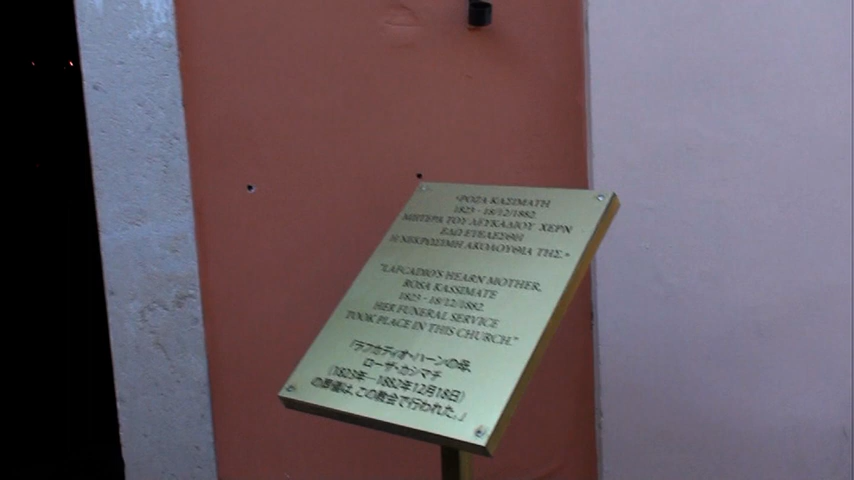 "ΡΟΖΑ ΚΑΣΙΜΑΤΗ
1823 - 18/12/1882
ΜΗΤΕΡΑ ΤΟΥ ΛΕΥΚΑΔΙΟΥ ΧΕΡΝ
ΕΔΩ ΕΤΕΛΕΣΘΗ
Η ΝΕΚΡΩΣΙΜΗ ΑΚΟΛΟΥΘΙΑ ΤΗΣ."
"LAFCADIO'S HEARN MOTHER,
ROSA KASSIMATE
1823 - 18/12/1882
HER FUNERAL SERVICE
TOOK PLACE IN THIS CHURCH."
「ラフカディオ・ハーンの母、
ローザ・カシマチ
(1823年―1882年12月18日)
の葬儀は、この教会で行われた。」